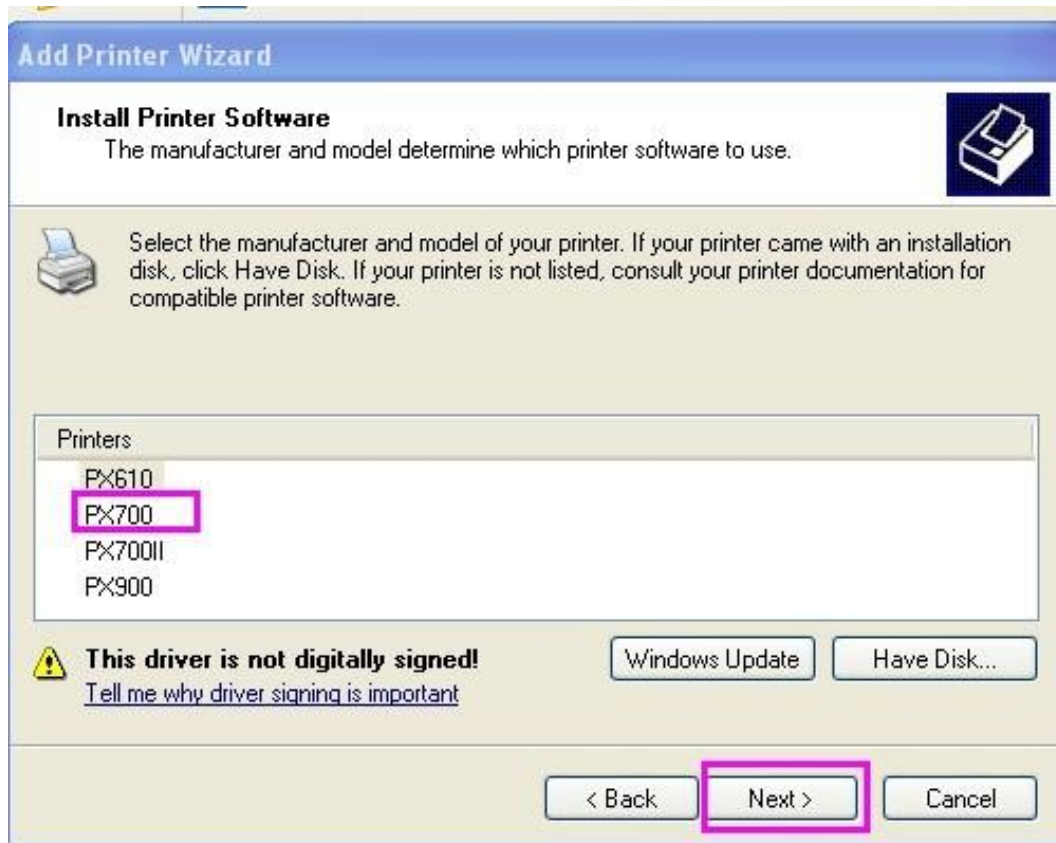 Add Printer Wizard
Install Printer Software
The manufacturer and model determine which printer software to use.
Select the manufacturer and model of your printer. If your printer came with an installation
disk, click Have Disk. If your printer is not listed, consult your printer documentation for
compatible printer software.
Printers
PX610
PX700
PX700II
PX900
This driver is not digitally signed!
Tell me why driver signing is important
Windows Update
Have Disk...
< Back
Next >
Cancel